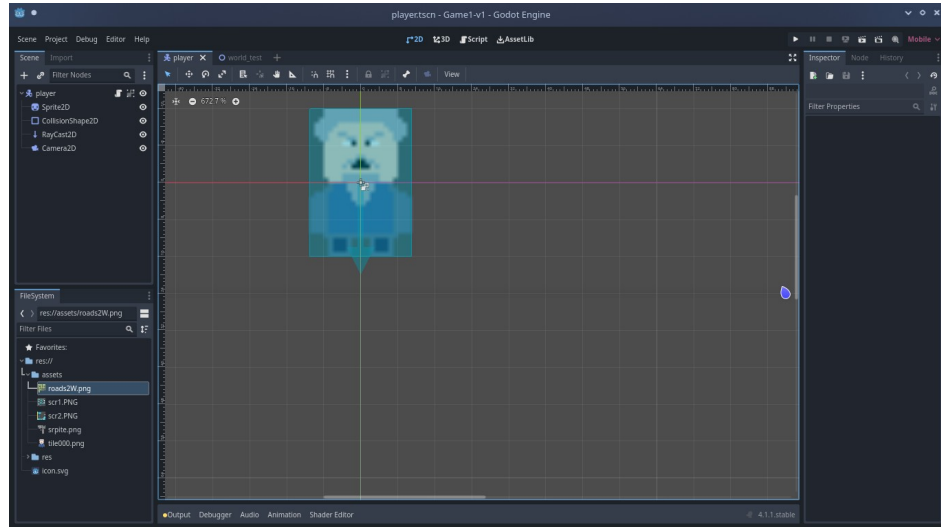 player.tscn - Game1-v1 - Godot Engine
Scene Project Debug Editor Help
2D 3D Script AssetLib
Mobile
Scene Import
player world_test
Inspector Node History
Filter Nodes
View
player
Sprite2D
CollisionShape2D
RayCast2D
Camera2D
672.7 %
Filter Properties
FileSystem
res://assets/roads2W.png
Filter Files
Favorites:
res://
assets
roads2W.png
scr1.PNG
scr2.PNG
srpite.png
tile000.png
res
icon.svg
Output Debugger Audio Animation Shader Editor
4.1.1.stable